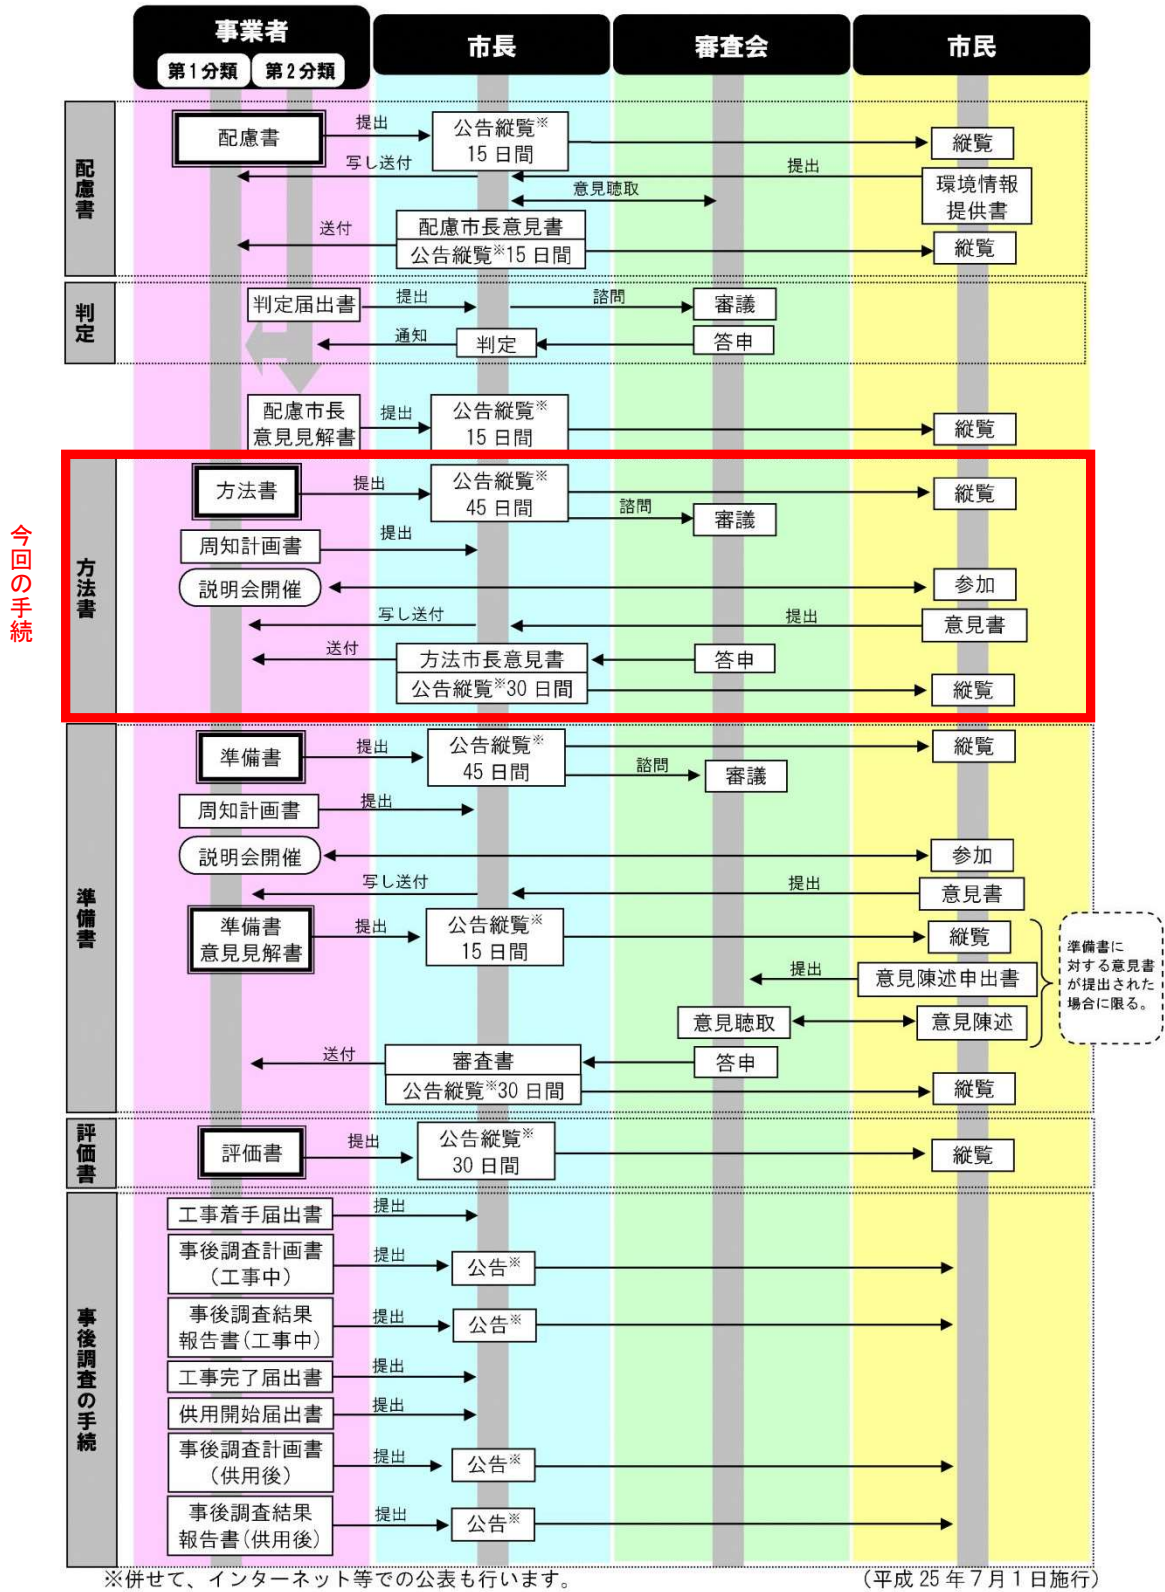 事業者
第1分類
第2分類
市長
審査会
市民
配慮書
配慮書
提出
公告縦覧※
15日間
縦覧
写し送付
提出
環境情報
提供書
意見聴取
送付
配慮市長意見書
公告縦覧※15日間
縦覧
判定
判定届出書
提出
諮問
審議
通知
判定
答申
配慮市長
意見見解書
提出
公告縦覧※
15日間
縦覧
今回の手続
方法書
方法書
提出
公告縦覧※
45日間
縦覧
諮問
審議
周知計画書
提出
説明会開催
参加
写し送付
提出
意見書
送付
方法市長意見書
答申
公告縦覧※30日間
縦覧
準備書
準備書
提出
公告縦覧※
45日間
縦覧
諮問
審議
周知計画書
提出
説明会開催
参加
写し送付
提出
意見書
準備書
意見見解書
提出
公告縦覧※
15日間
縦覧
準備書に
対する意見書
が提出された
場合に限る。
提出
意見陳述申出書
意見聴取
意見陳述
送付
審査書
答申
公告縦覧※30日間
縦覧
評価書
評価書
提出
公告縦覧※
30日間
縦覧
事後調査の手続
工事着手届出書
提出
事後調査計画書
(工事中)
提出
公告※
事後調査結果
報告書(工事中)
提出
公告※
工事完了届出書
提出
供用開始届出書
提出
事後調査計画書
(供用後)
提出
公告※
事後調査結果
報告書(供用後)
提出
公告※
※併せて、インターネット等での公表も行います。
(平成25年7月1日施行)